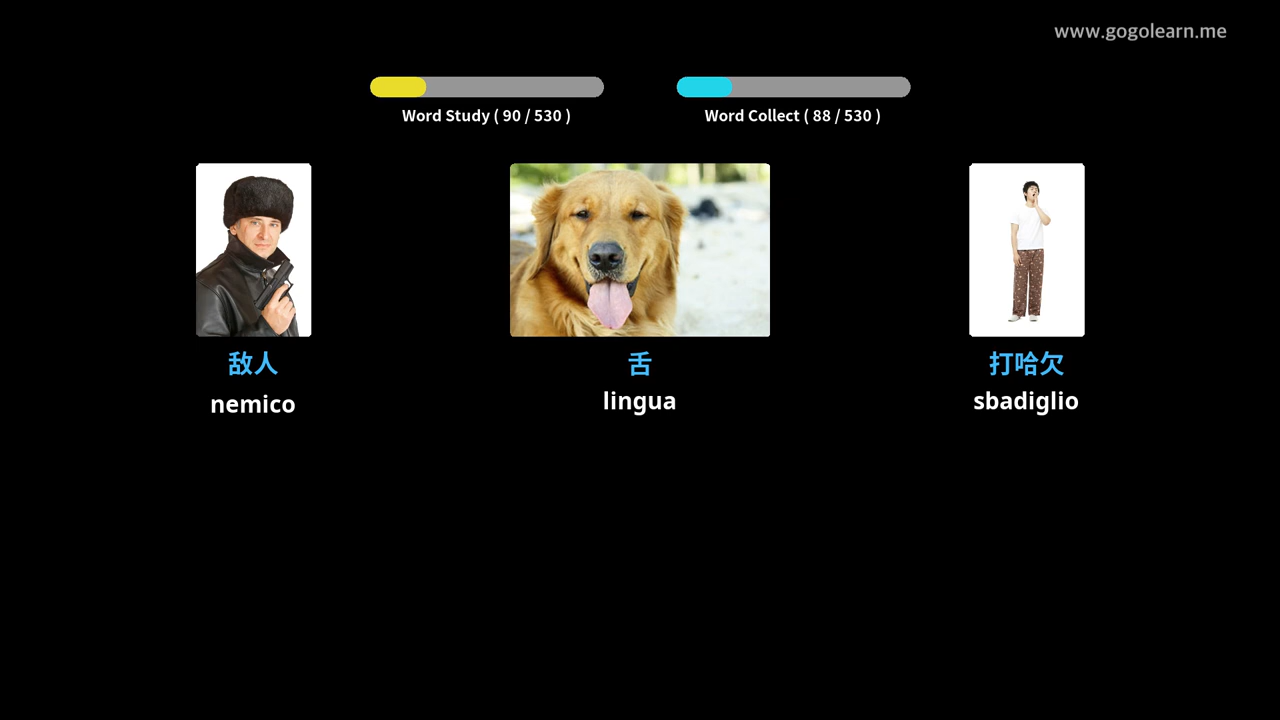 www.gogolearn.me
Word Study ( 90 / 530 )
Word Collect ( 88 / 530 )
敌人
nemico
舌
lingua
打哈欠
sbadiglio